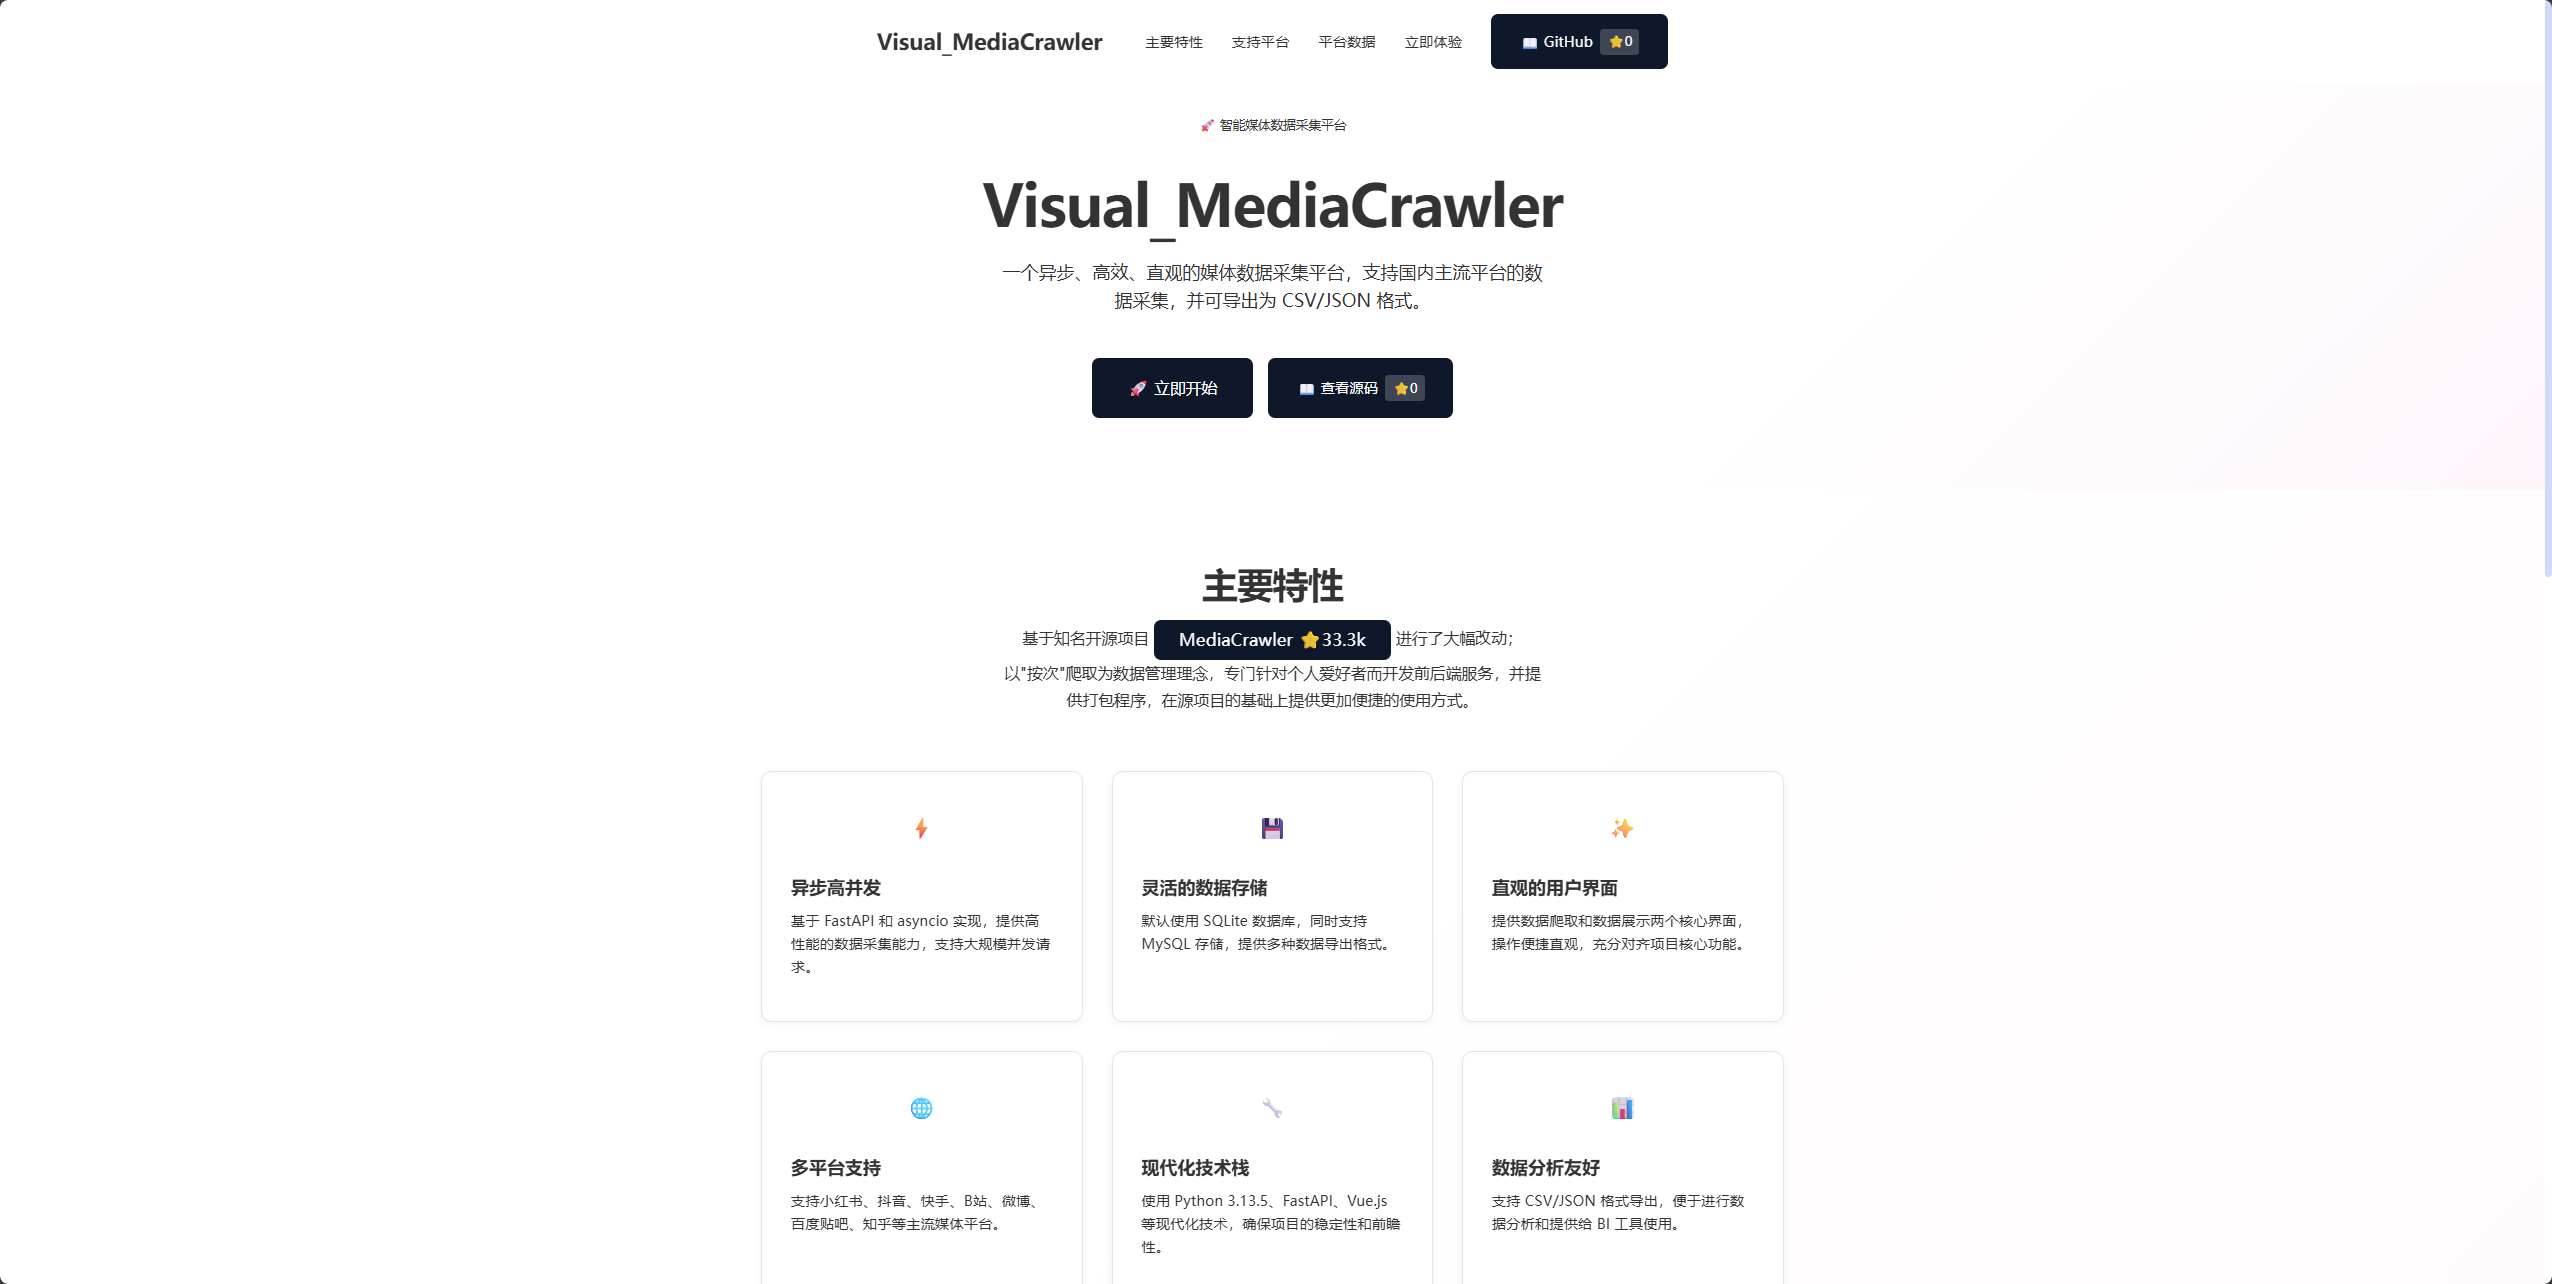 Visual_MediaCrawler 主要特性 支持平台 平台数据 立即体验 📖 GitHub ⭐0
🚀 智能媒体数据采集平台
Visual_MediaCrawler
一个异步、高效、直观的媒体数据采集平台，支持国内主流平台的数
据采集，并可导出为 CSV/JSON 格式。
🚀 立即开始 📖 查看源码 ⭐0
主要特性
基于知名开源项目 MediaCrawler ⭐33.3k 进行了大幅改动；
以"按次"爬取为数据管理理念，专门针对个人爱好者而开发前后端服务，并提
供打包程序，在源项目的基础上提供更加便捷的使用方式。
异步高并发
基于 FastAPI 和 asyncio 实现，提供高
性能的数据采集能力，支持大规模并发请
求。
灵活的数据存储
默认使用 SQLite 数据库，同时支持
MySQL 存储，提供多种数据导出格式。
直观的用户界面
提供数据爬取和数据展示两个核心界面，
操作便捷直观，充分对齐项目核心功能。
多平台支持
支持小红书、抖音、快手、B站、微博、
百度贴吧、知乎等主流媒体平台。
现代化技术栈
使用 Python 3.13.5、FastAPI、Vue.js
等现代化技术，确保项目的稳定性和前瞻
性。
数据分析友好
支持 CSV/JSON 格式导出，便于进行数
据分析和提供给 BI 工具使用。